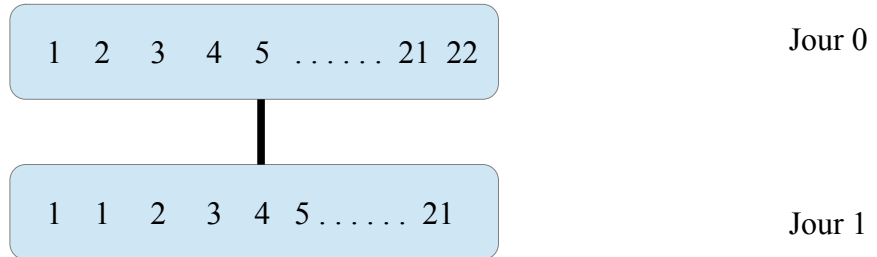 1 2 3 4 5 ...... 21 22 Jour 0
1 1 2 3 4 5 ...... 21 Jour 1